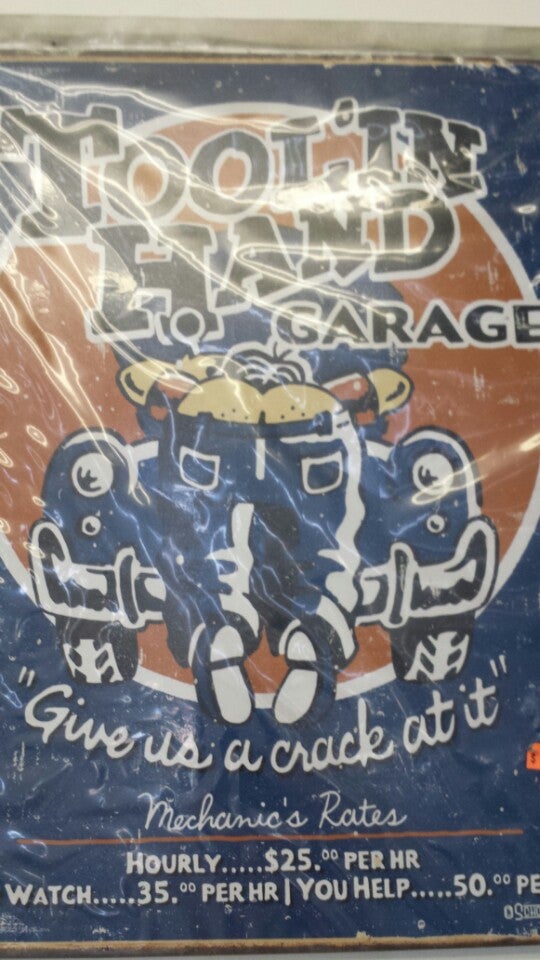 TOOL'IN
HAND
GARAGE
"Give us a crack at it"
Mechanic's Rates
HOURLY.....$25.00 PER HR
WATCH.....35.00 PER HR | YOU HELP.....50.00 PE